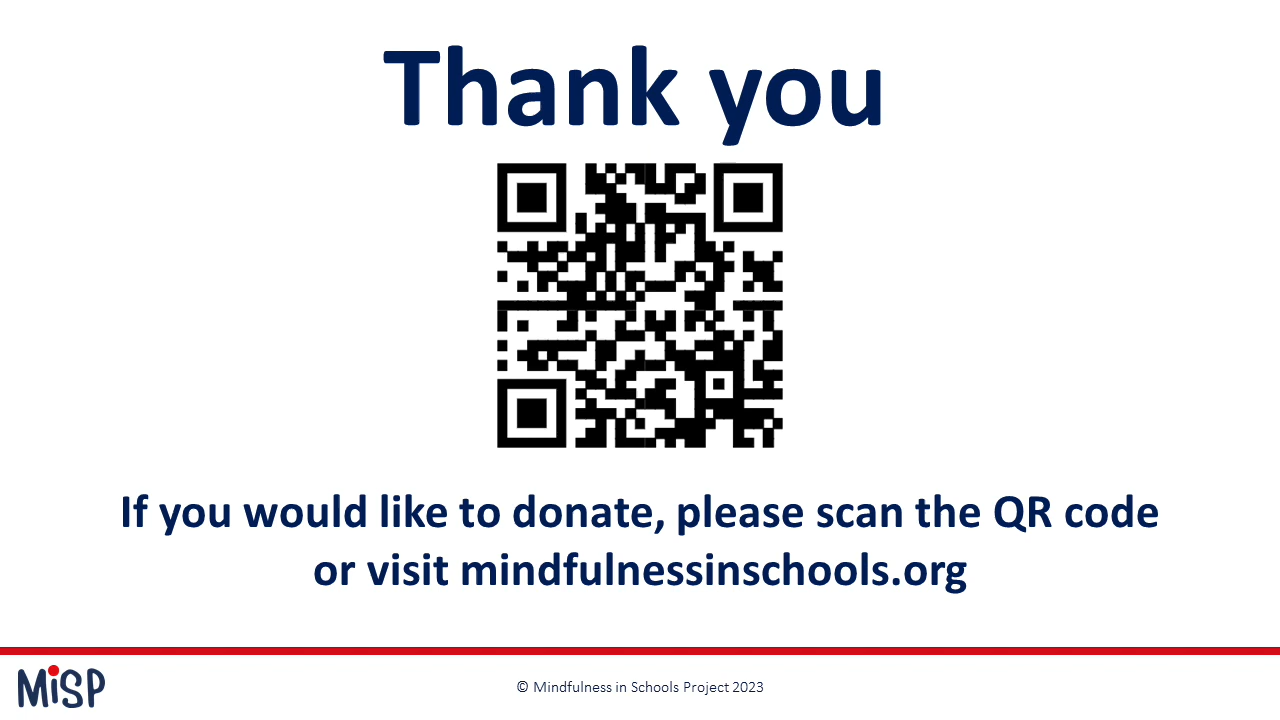 Thank you
If you would like to donate, please scan the QR code
or visit mindfulnessinschools.org
MiSP
© Mindfulness in Schools Project 2023